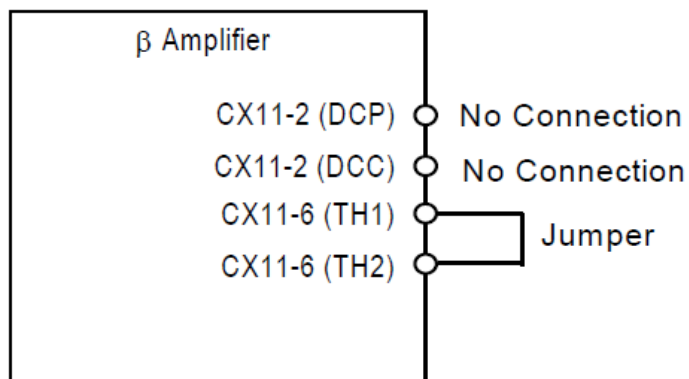 β Amplifier
CX11-2 (DCP) No Connection
CX11-2 (DCC) No Connection
CX11-6 (TH1)
Jumper
CX11-6 (TH2)